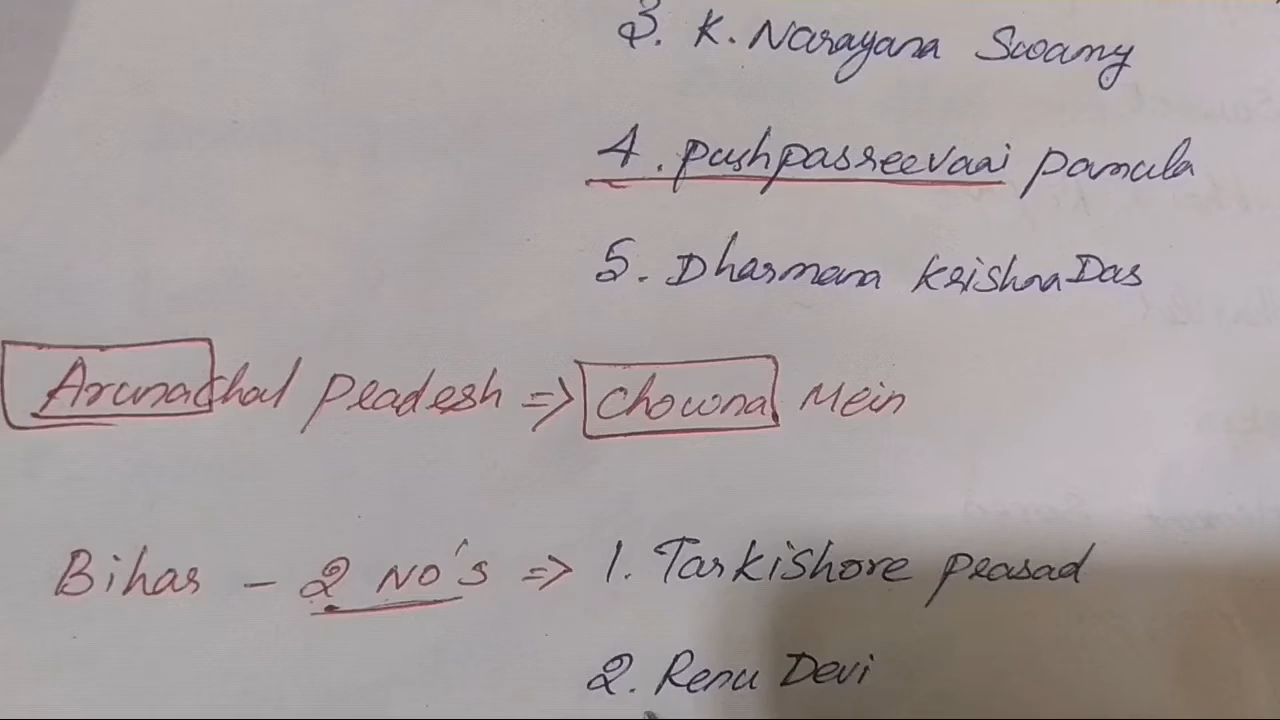 3. K. Narayana Swamy
4. pushpasreevaai pamula
5. Dharmana KrishnaDas
Arunachal pradesh => Chowna Mein
Bihar - 2 NO's => 1. Tarkishore prasad
2. Renu Devi